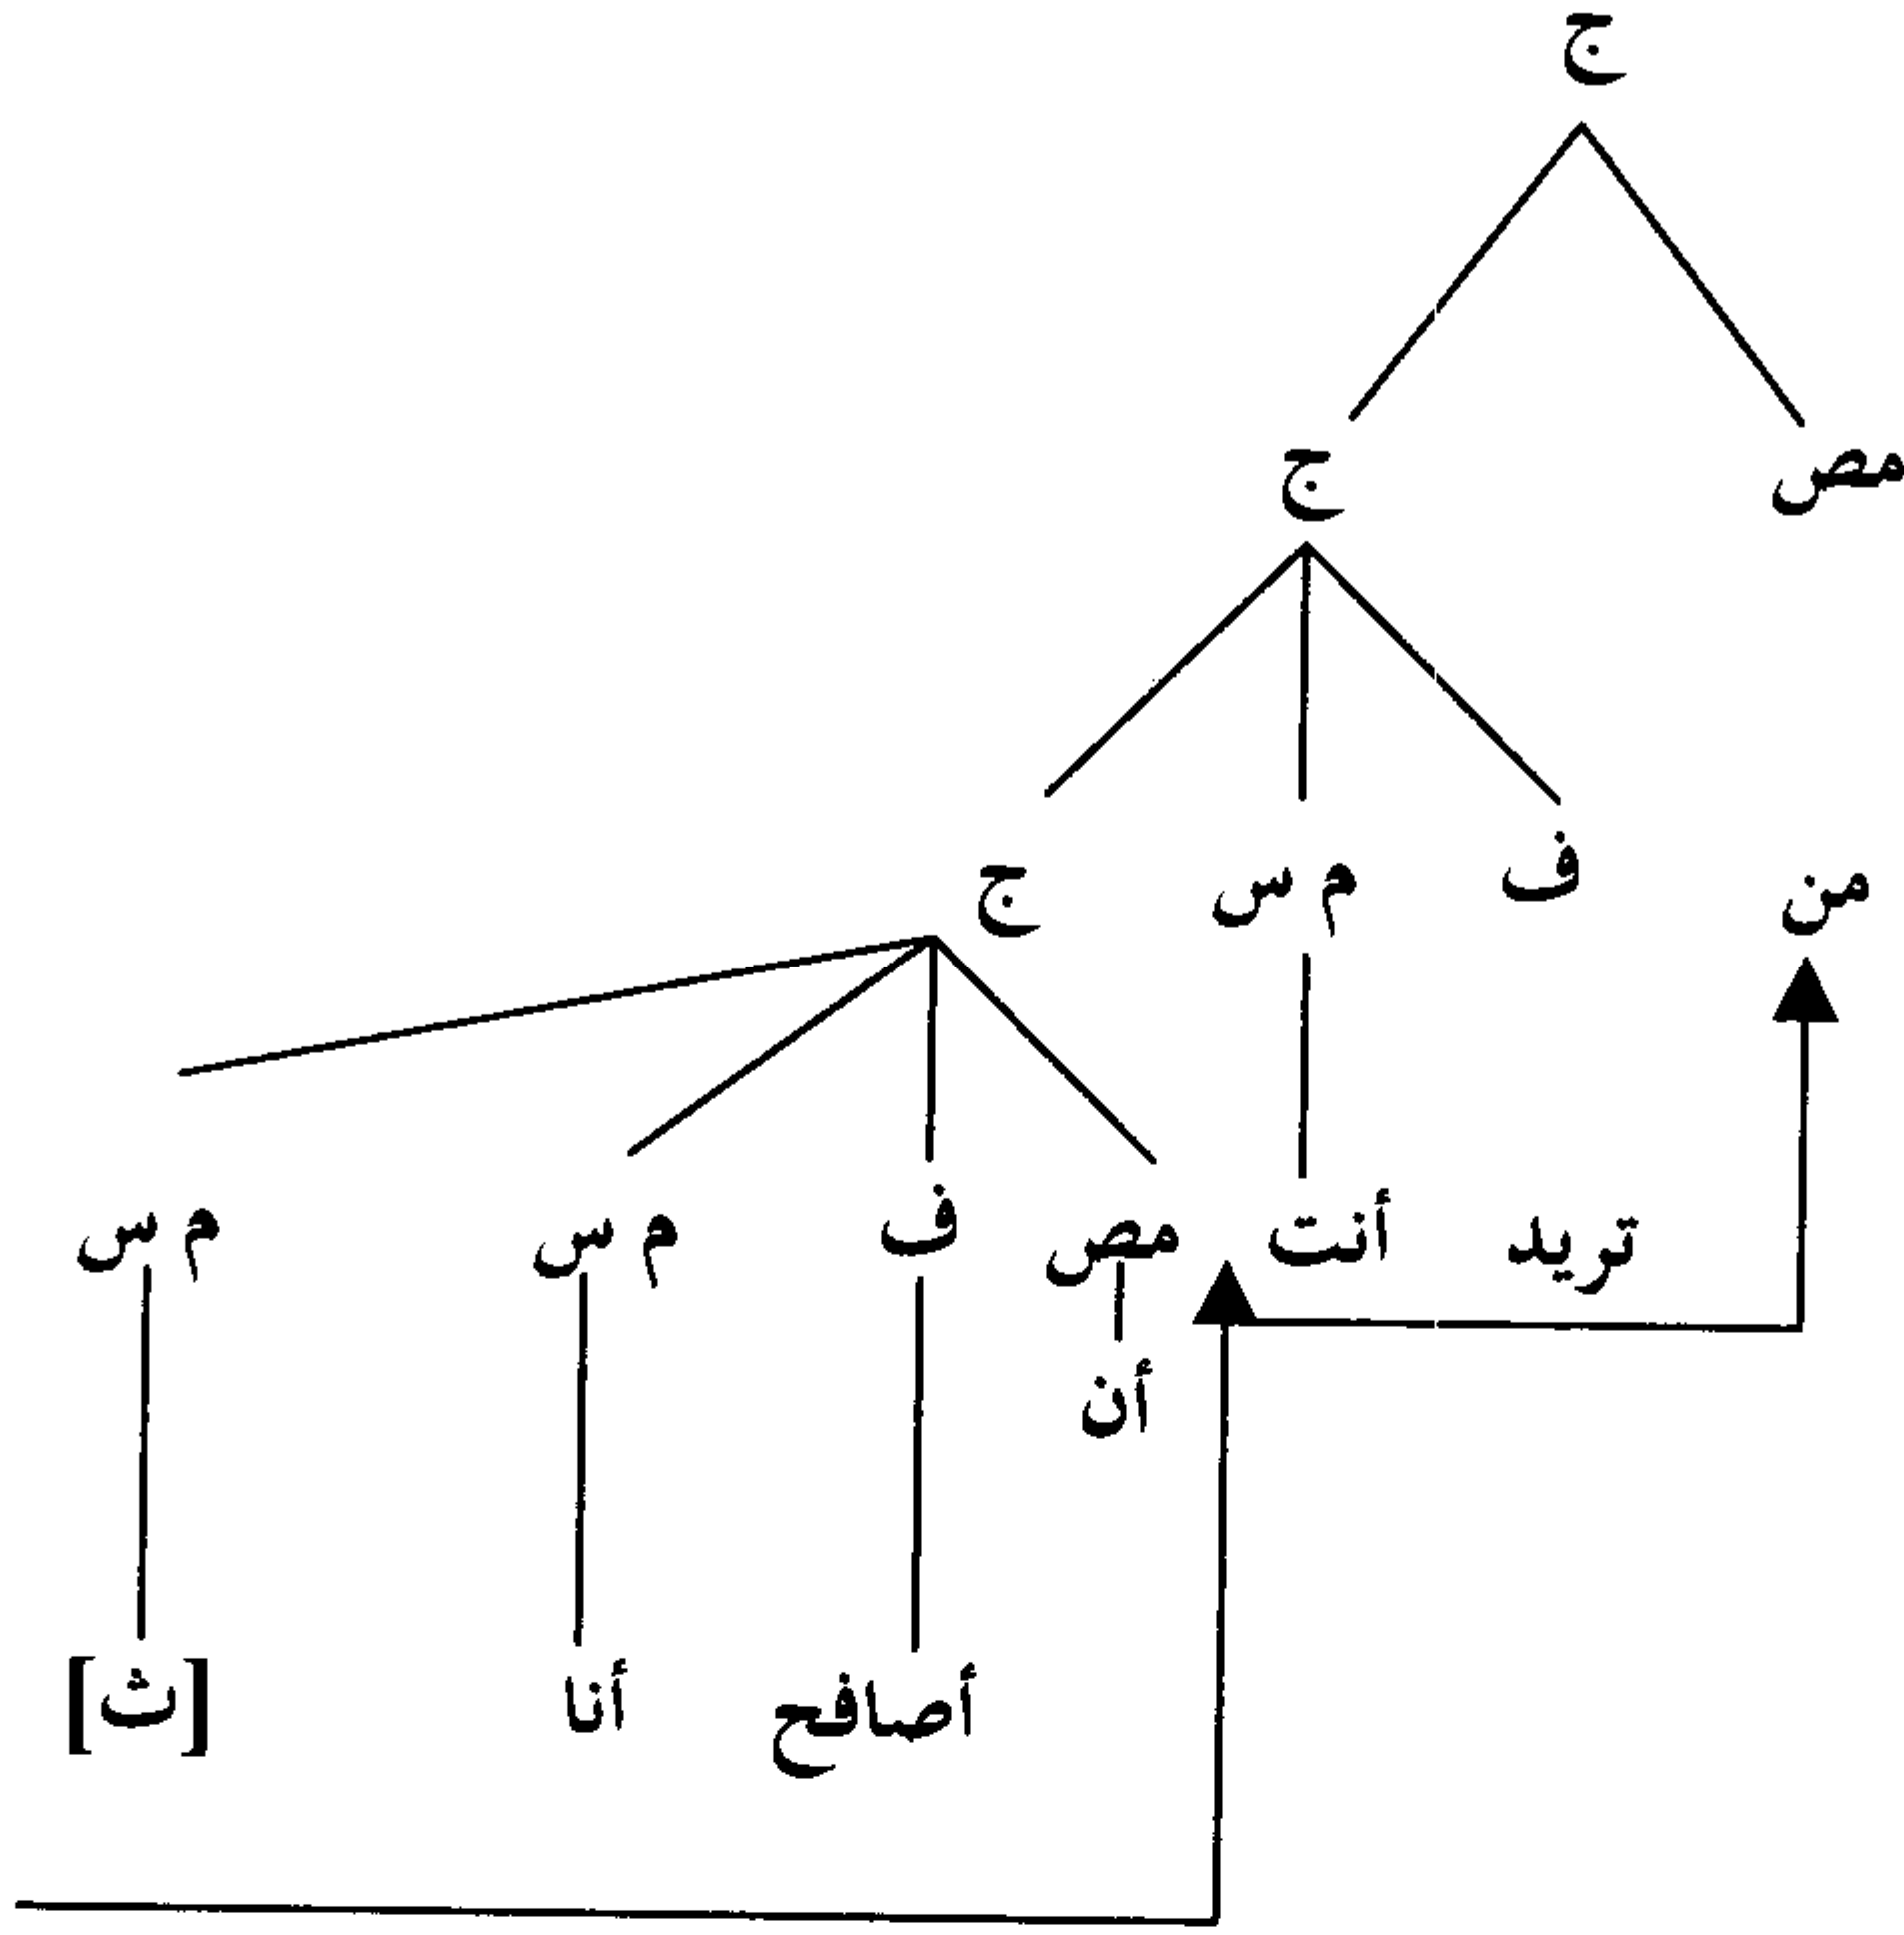 ج
مص ج
من ف م س ج
تريد أنت مص ف م س م س
أن
أصافح أنا [ث]